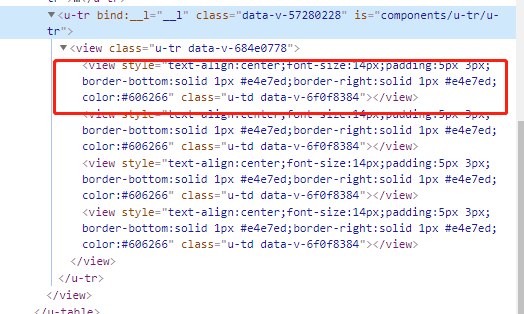 tr">
▼<u-tr bind:__l="__l" class="data-v-57280228" is="components/u-tr/u-
tr">
▼<view class="u-tr data-v-684e0778">
<view style="text-align:center;font-size:14px;padding:5px 3px;
border-bottom:solid 1px #e4e7ed;border-right:solid 1px #e4e7ed;
color:#606266" class="u-td data-v-6f0f8384"></view>
<view style="text-align:center;font-size:14px;padding:5px 3px;
border-bottom:solid 1px #e4e7ed;border-right:solid 1px #e4e7ed;
color:#606266" class="u-td data-v-6f0f8384"></view>
<view style="text-align:center;font-size:14px;padding:5px 3px;
border-bottom:solid 1px #e4e7ed;border-right:solid 1px #e4e7ed;
color:#606266" class="u-td data-v-6f0f8384"></view>
<view style="text-align:center;font-size:14px;padding:5px 3px;
border-bottom:solid 1px #e4e7ed;border-right:solid 1px #e4e7ed;
color:#606266" class="u-td data-v-6f0f8384"></view>
</view>
</u-tr>
</view>
</u-table>